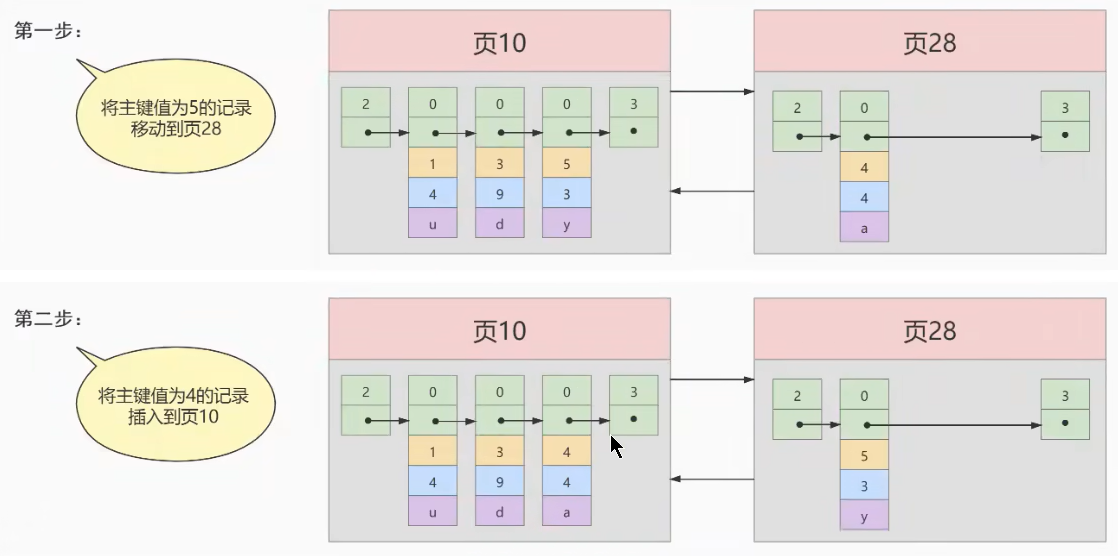 第一步：
将主键值为5的记录
移动到页28
页10
2 0 0 0 3
1 3 5
4 9 3
u d y
页28
2 0 3
4
4
a
第二步：
将主键值为4的记录
插入到页10
页10
2 0 0 0 3
1 3 4
4 9 4
u d a
页28
2 0 3
5
3
y